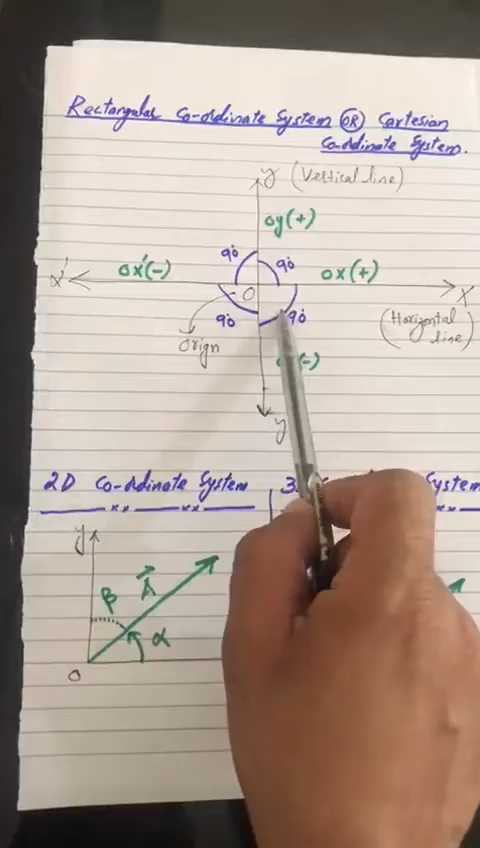 Rectangular Co-ordinate System OR Cartesian
Co-ordinate System.
y (Vertical line)
oy(+)
90° 90°
x' ox'(-) ox(+) x
O
90° 90°
(Horizontal line)
Orign
(-)
y
2D Co-ordinate System
3 System
y
β A α
o